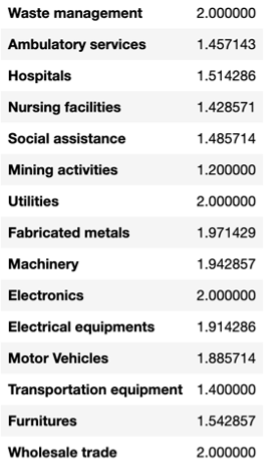 Waste management 2.000000
Ambulatory services 1.457143
Hospitals 1.514286
Nursing facilities 1.428571
Social assistance 1.485714
Mining activities 1.200000
Utilities 2.000000
Fabricated metals 1.971429
Machinery 1.942857
Electronics 2.000000
Electrical equipments 1.914286
Motor Vehicles 1.885714
Transportation equipment 1.400000
Furnitures 1.542857
Wholesale trade 2.000000